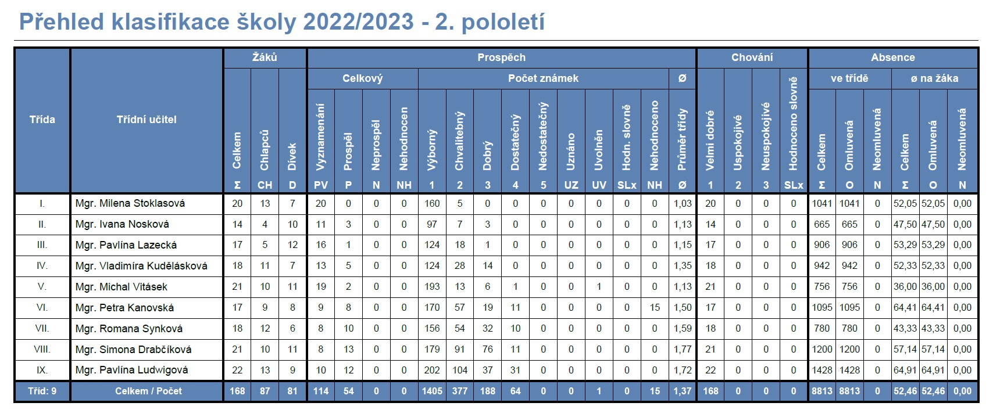 Přehled klasifikace školy 2022/2023 - 2. pololetí
Třída Třídní učitel Žáků Prospěch Chování Absence
Celkový Počet známek Ø ve třídě ø na žáka
Celkem Chlapců Dívek Vyznamenání Prospěl Neprospěl Nehodnocen Výborný Chvalitebný Dobrý Dostatečný Nedostatečný Uznáno Uvolněn Hodn. slovně Nehodnoceno Průměr třídy Velmi dobré Uspokojivé Neuspokojivé Hodnoceno slovně Celkem Omluvená Neomluvená Celkem Omluvená Neomluvená
Σ CH D PV P N NH 1 2 3 4 5 UZ UV SLx NH Ø 1 2 3 SLx Σ O N Σ O N
I. Mgr. Milena Stoklasová 20 13 7 20 0 0 0 160 5 0 0 0 0 0 0 0 1,03 20 0 0 0 1041 1041 0 52,05 52,05 0,00
II. Mgr. Ivana Nosková 14 4 10 11 3 0 0 97 7 3 0 0 0 0 0 0 1,13 14 0 0 0 665 665 0 47,50 47,50 0,00
III. Mgr. Pavlína Lazecká 17 5 12 16 1 0 0 124 18 1 0 0 0 0 0 0 1,15 17 0 0 0 906 906 0 53,29 53,29 0,00
IV. Mgr. Vladimíra Kudělásková 18 11 7 13 5 0 0 124 28 14 0 0 0 0 0 0 1,35 18 0 0 0 942 942 0 52,33 52,33 0,00
V. Mgr. Michal Vitásek 21 10 11 19 2 0 0 193 13 6 1 0 0 1 0 0 1,13 21 0 0 0 756 756 0 36,00 36,00 0,00
VI. Mgr. Petra Kanovská 17 9 8 9 8 0 0 170 57 19 11 0 0 0 0 15 1,50 17 0 0 0 1095 1095 0 64,41 64,41 0,00
VII. Mgr. Romana Synková 18 12 6 8 10 0 0 156 54 32 10 0 0 0 0 0 1,59 18 0 0 0 780 780 0 43,33 43,33 0,00
VIII. Mgr. Simona Drabčíková 21 10 11 8 13 0 0 179 91 76 11 0 0 0 0 0 1,77 21 0 0 0 1200 1200 0 57,14 57,14 0,00
IX. Mgr. Pavlína Ludwigová 22 13 9 10 12 0 0 202 104 37 31 0 0 0 0 0 1,72 22 0 0 0 1428 1428 0 64,91 64,91 0,00
Tříd: 9 Celkem / Počet 168 87 81 114 54 0 0 1405 377 188 64 0 0 1 0 15 1,37 168 0 0 0 8813 8813 0 52,46 52,46 0,00